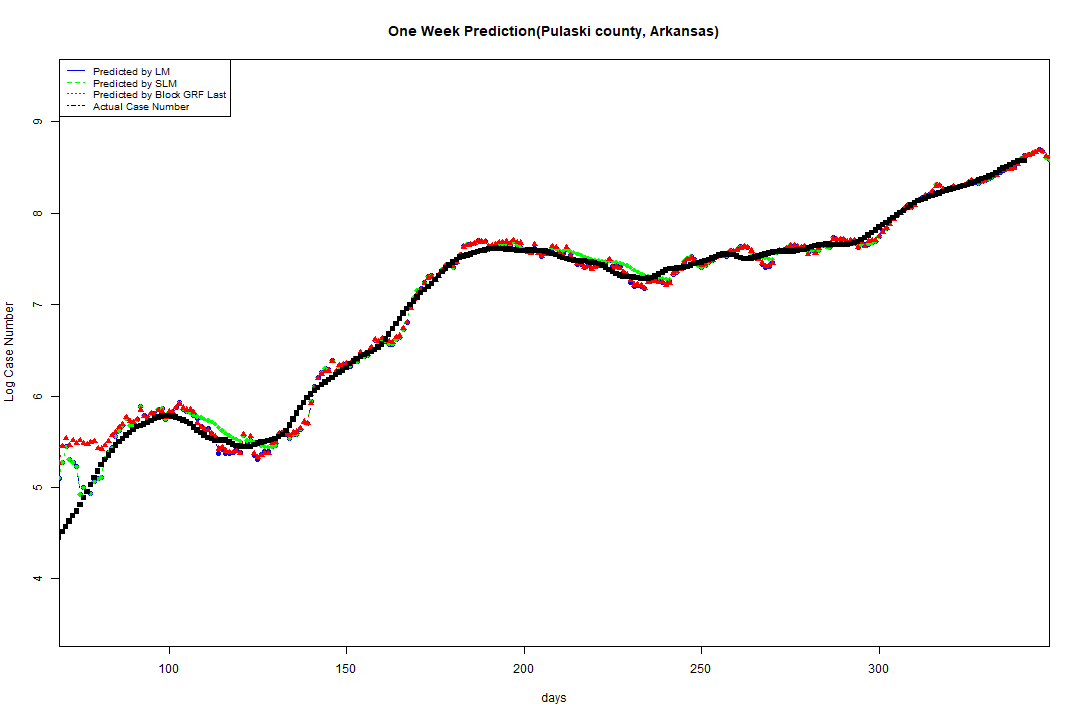 One Week Prediction(Pulaski county, Arkansas)
Predicted by LM
Predicted by SLM
Predicted by Block GRF Last
Actual Case Number
Log Case Number
9
8
7
6
5
4
100 150 200 250 300
days